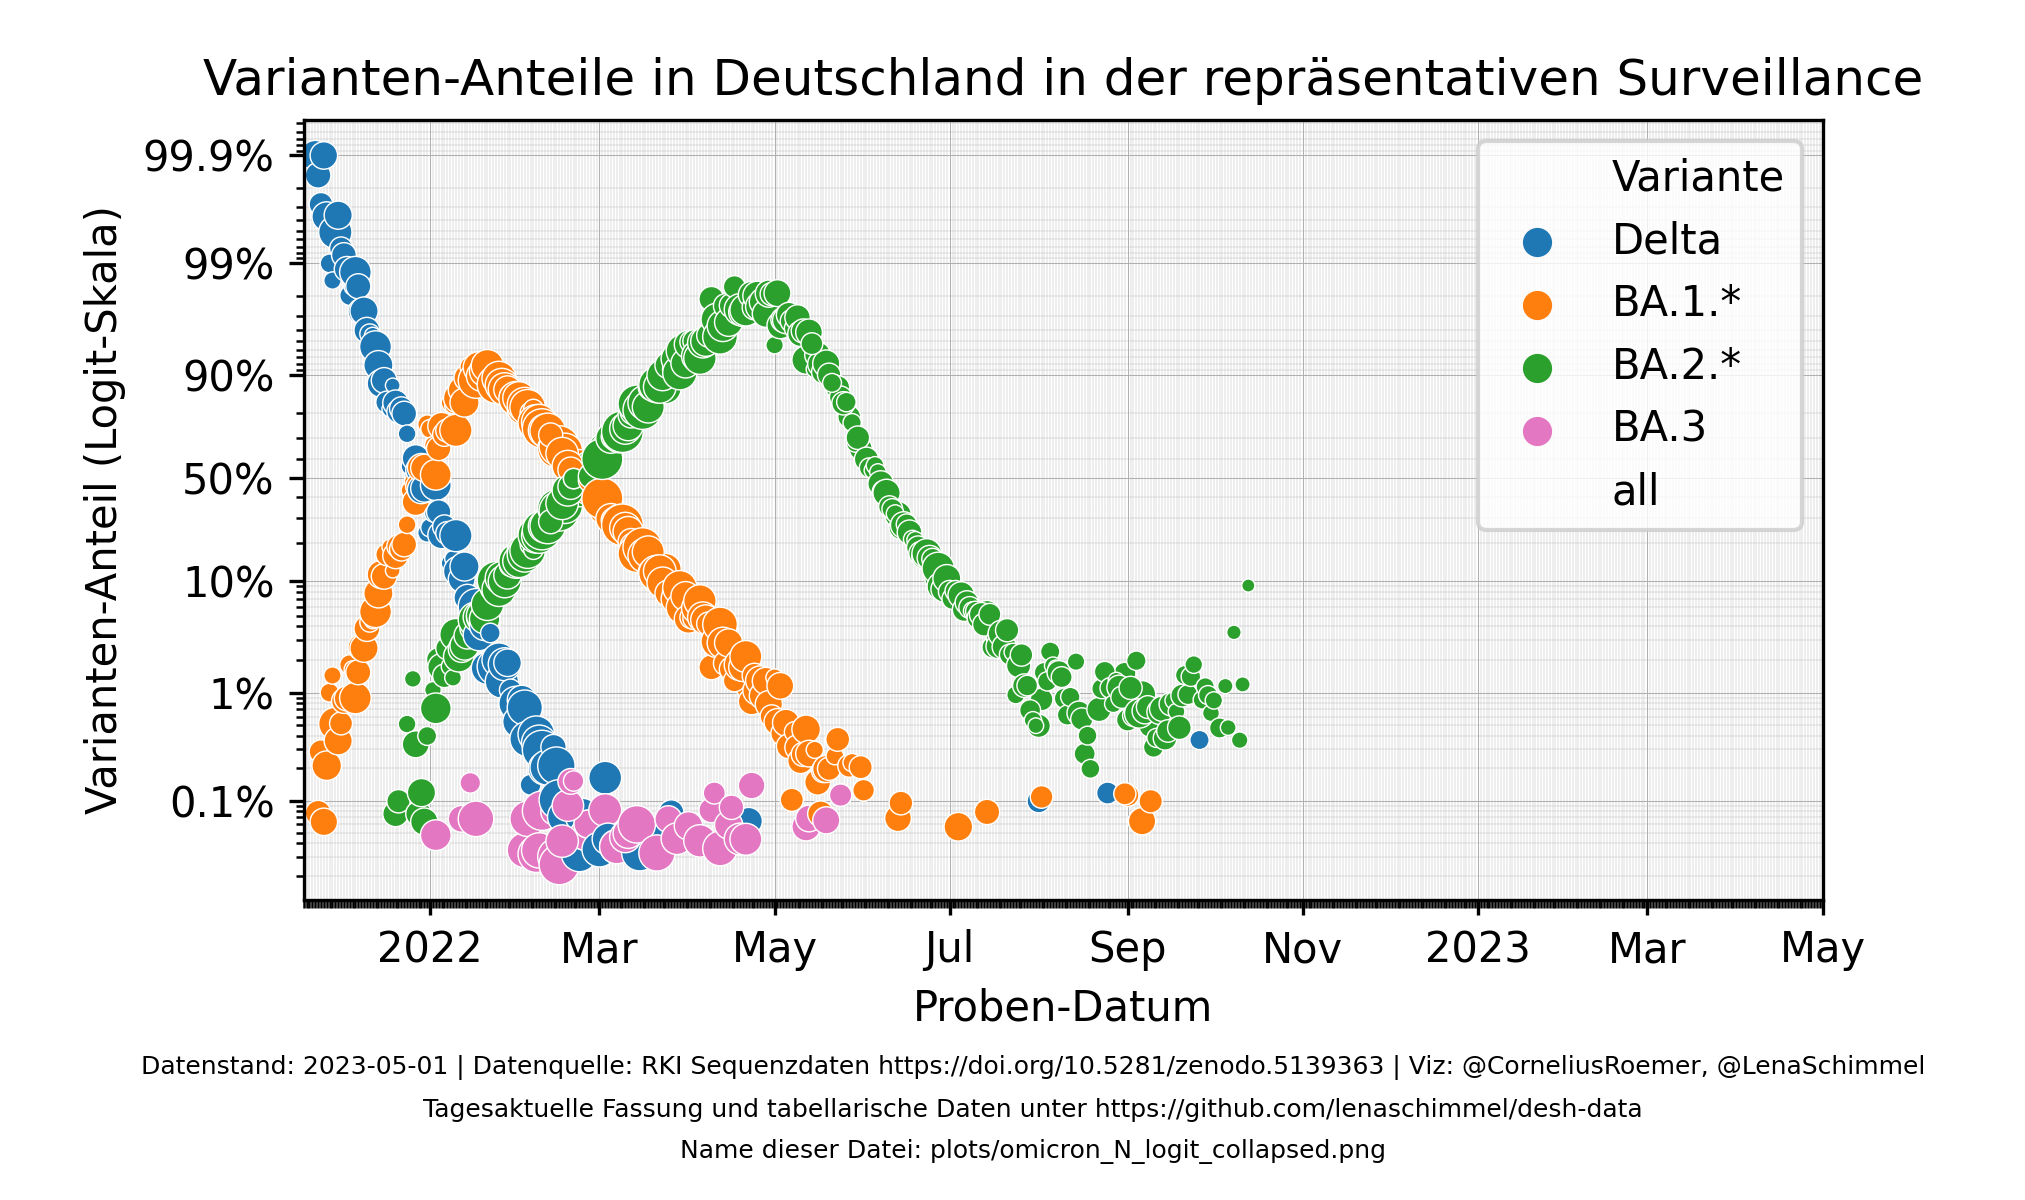 Varianten-Anteile in Deutschland in der repräsentativen Surveillance
Varianten-Anteil (Logit-Skala)
99.9%
99%
90%
50%
10%
1%
0.1%
Variante
Delta
BA.1.*
BA.2.*
BA.3
all
2022 Mar May Jul Sep Nov 2023 Mar May
Proben-Datum
Datenstand: 2023-05-01 | Datenquelle: RKI Sequenzdaten https://doi.org/10.5281/zenodo.5139363 | Viz: @CorneliusRoemer, @LenaSchimmel
Tagesaktuelle Fassung und tabellarische Daten unter https://github.com/lenaschimmel/desh-data
Name dieser Datei: plots/omicron_N_logit_collapsed.png